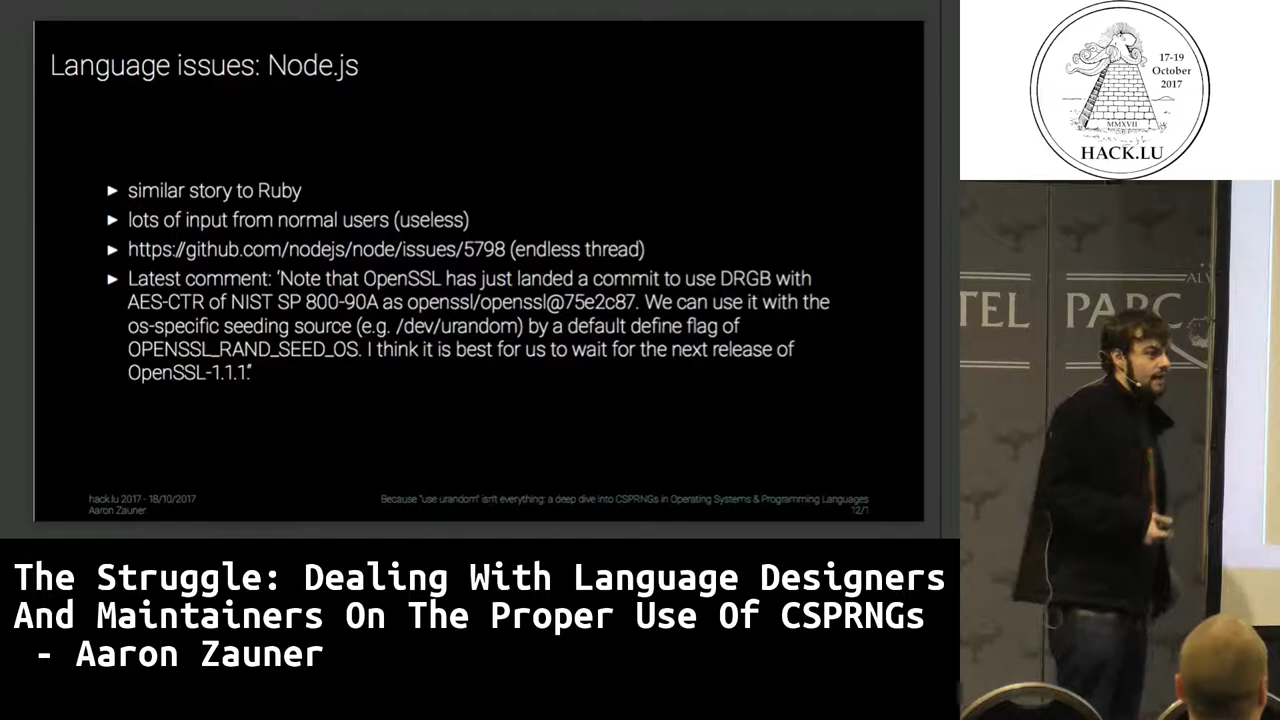 Language issues: Node.js
► similar story to Ruby
► lots of input from normal users (useless)
► https://github.com/nodejs/node/issues/5798 (endless thread)
► Latest comment: 'Note that OpenSSL has just landed a commit to use DRGB with
AES-CTR of NIST SP 800-90A as openssl/openssl@75e2c87. We can use it with the
os-specific seeding source (e.g. /dev/urandom) by a default define flag of
OPENSSL_RAND_SEED_OS. I think it is best for us to wait for the next release of
OpenSSL-1.1.1."
hack.lu 2017 - 18/10/2017
Aaron Zauner
Because "use urandom" isn't everything: a deep dive into CSPRNGs in Operating Systems & Programming Languages
12/1
17-19
October
2017
MMXVII
HACK.LU
TEL PARC
ALV
The Struggle: Dealing With Language Designers
And Maintainers On The Proper Use Of CSPRNGs
- Aaron Zauner